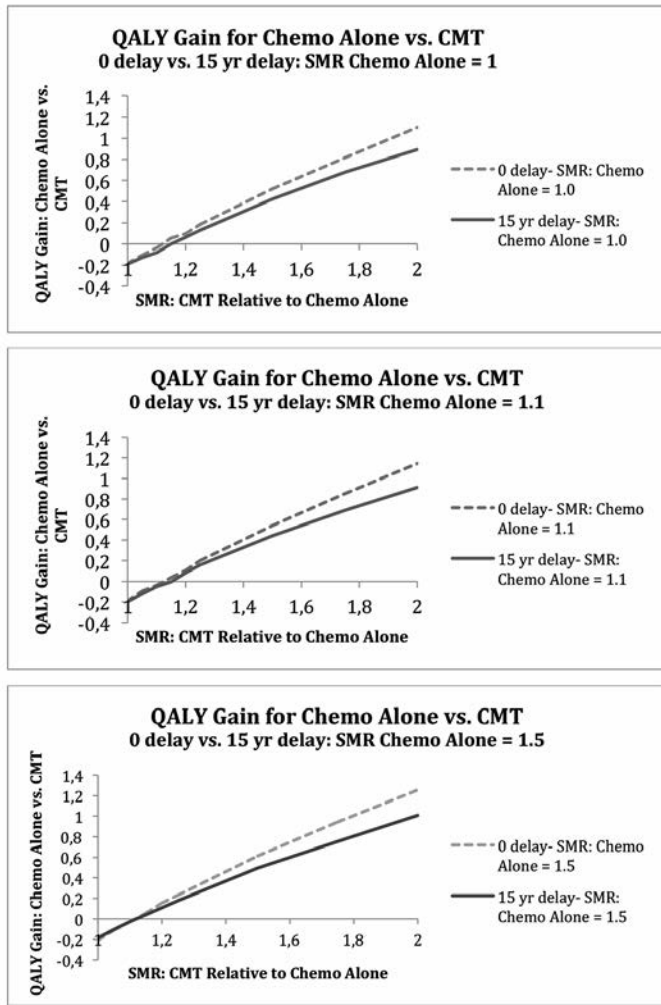 QALY Gain for Chemo Alone vs. CMT
0 delay vs. 15 yr delay: SMR Chemo Alone = 1
QALY Gain: Chemo Alone vs.
CMT
1,4
1,2
1
0,8
0,6
0,4
0,2
0
-0,2
-0,4
1 1,2 1,4 1,6 1,8 2
SMR: CMT Relative to Chemo Alone
0 delay- SMR: Chemo
Alone = 1.0
15 yr delay- SMR:
Chemo Alone = 1.0
QALY Gain for Chemo Alone vs. CMT
0 delay vs. 15 yr delay: SMR Chemo Alone = 1.1
QALY Gain: Chemo Alone vs.
CMT
1,4
1,2
1
0,8
0,6
0,4
0,2
0
-0,2
-0,4
1 1,2 1,4 1,6 1,8 2
SMR: CMT Relative to Chemo Alone
0 delay- SMR: Chemo
Alone = 1.1
15 yr delay- SMR:
Chemo Alone = 1.1
QALY Gain for Chemo Alone vs. CMT
0 delay vs. 15 yr delay: SMR Chemo Alone = 1.5
QALY Gain: Chemo Alone vs. CMT
1,4
1,2
1
0,8
0,6
0,4
0,2
0
-0,2
-0,4
1 1,2 1,4 1,6 1,8 2
SMR: CMT Relative to Chemo Alone
0 delay- SMR: Chemo
Alone = 1.5
15 yr delay- SMR:
Chemo Alone = 1.5